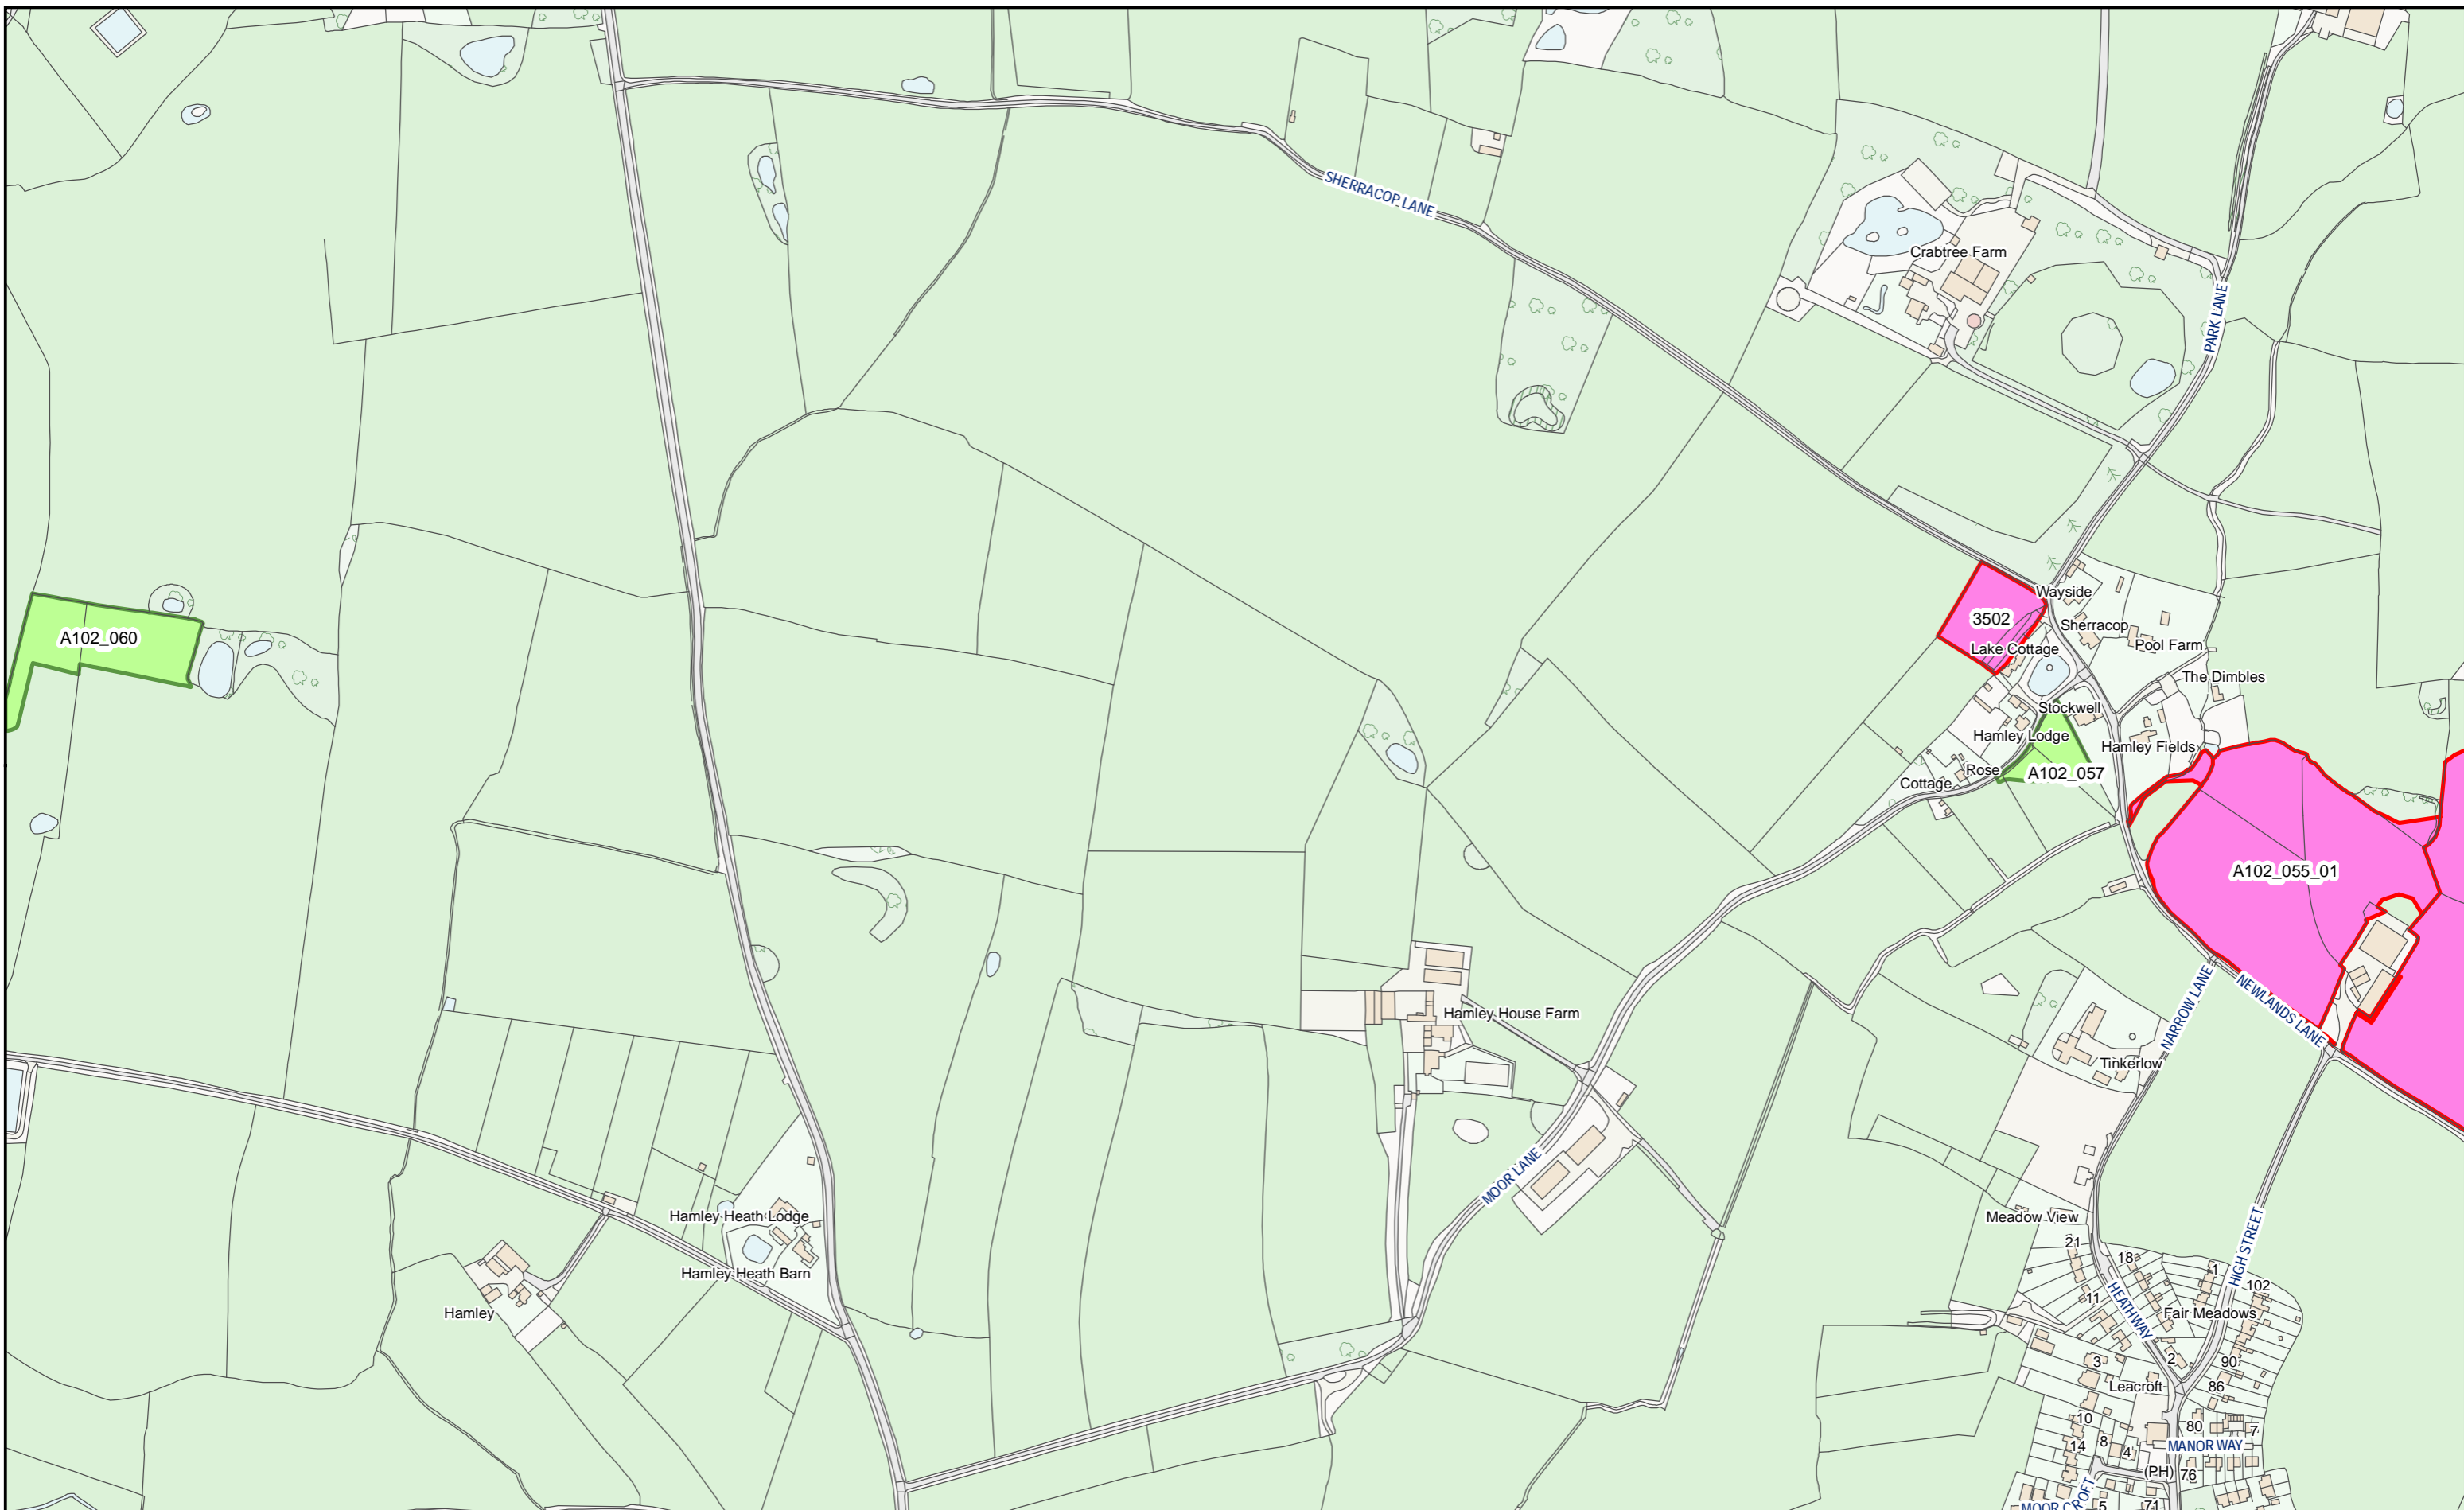 SHERRACOP LANE
Crabtree Farm
PARK LANE
Wayside
3502
Sherracop
A102_060
Lake Cottage
Pool Farm
The Dimbles
Stockwell
Hamley Lodge
Hamley Fields
Rose
Cottage
A102_057
A102_055_01
NARROW LANE
NEWLANDS LANE
Hamley House Farm
Tinkerlow
MOOR LANE
Hamley Heath Lodge
Meadow View
HIGH STREET
21
18
1
Hamley Heath Barn
102
11
HEATHWAY
Hamley
Fair Meadows
3
2
90
Leacroft
86
10
80
7
14
8
4
MANOR WAY
(PH)
76
MOOR CROFT
5
71